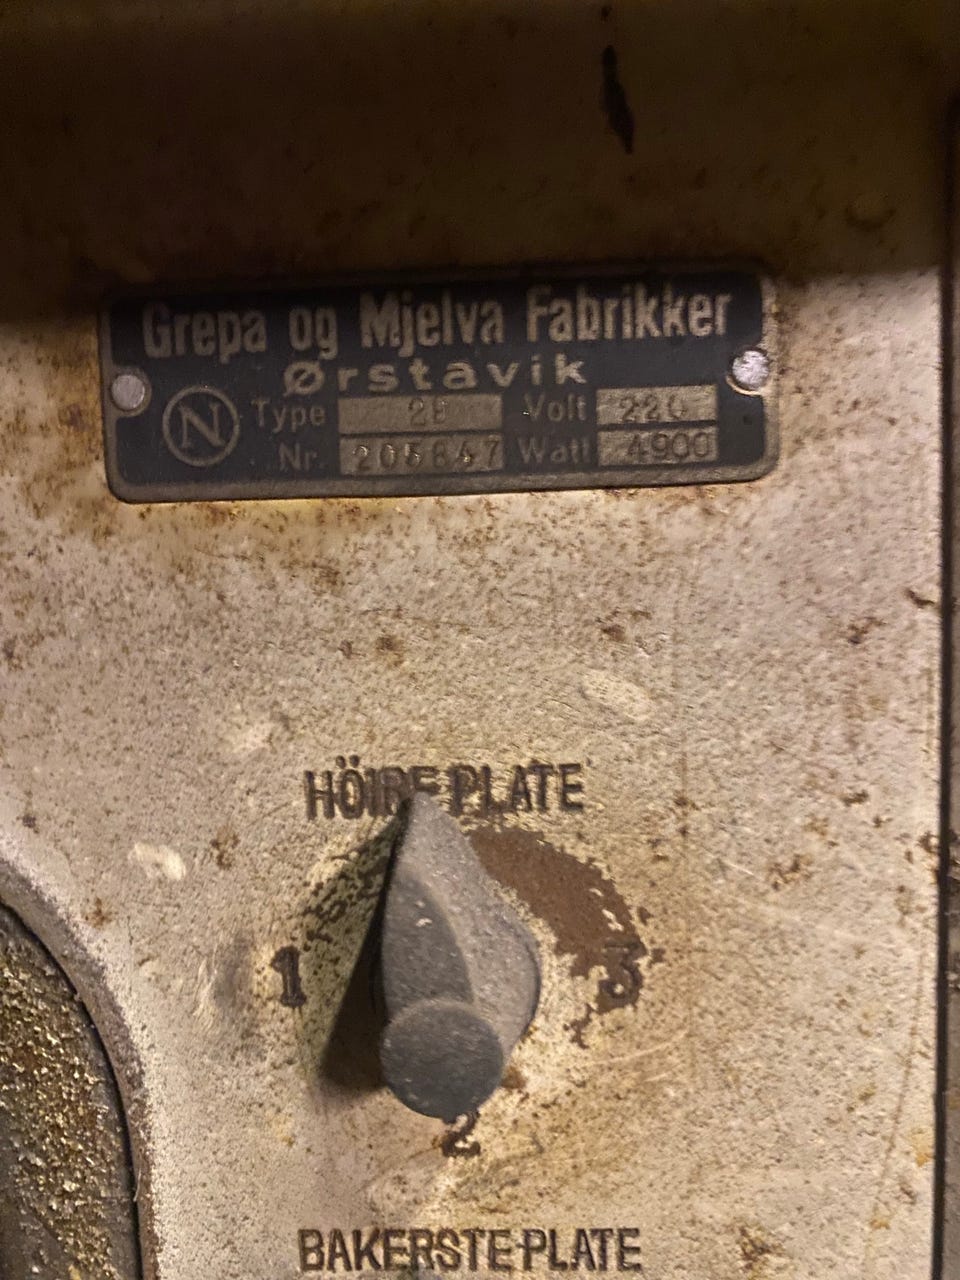 Grepa og Mjelva Fabrikker
Ørstavik
N Type 28 Volt 220
Nr. 205847 Watt 4900
HÖIRE PLATE
1 3
2
BAKERSTE PLATE